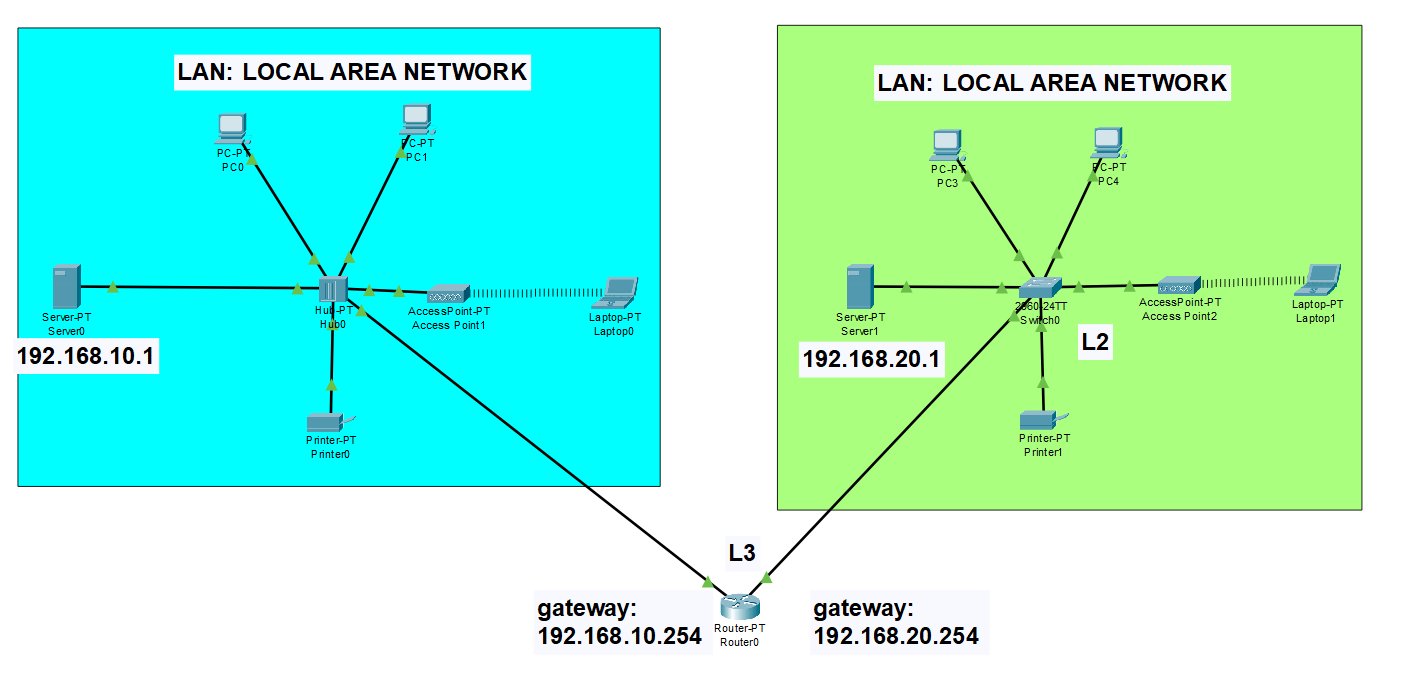 LAN: LOCAL AREA NETWORK
PC-PT
PC0
PC-PT
PC1
Server-PT
Server0
192.168.10.1
Hub-PT
Hub0
AccessPoint-PT
Access Point1
Laptop-PT
Laptop0
Printer-PT
Printer0
LAN: LOCAL AREA NETWORK
PC-PT
PC3
PC-PT
PC4
Server-PT
Server1
192.168.20.1
2960-24TT
Switch0
L2
AccessPoint-PT
Access Point2
Laptop-PT
Laptop1
Printer-PT
Printer1
L3
gateway:
192.168.10.254
Router-PT
Router0
gateway:
192.168.20.254